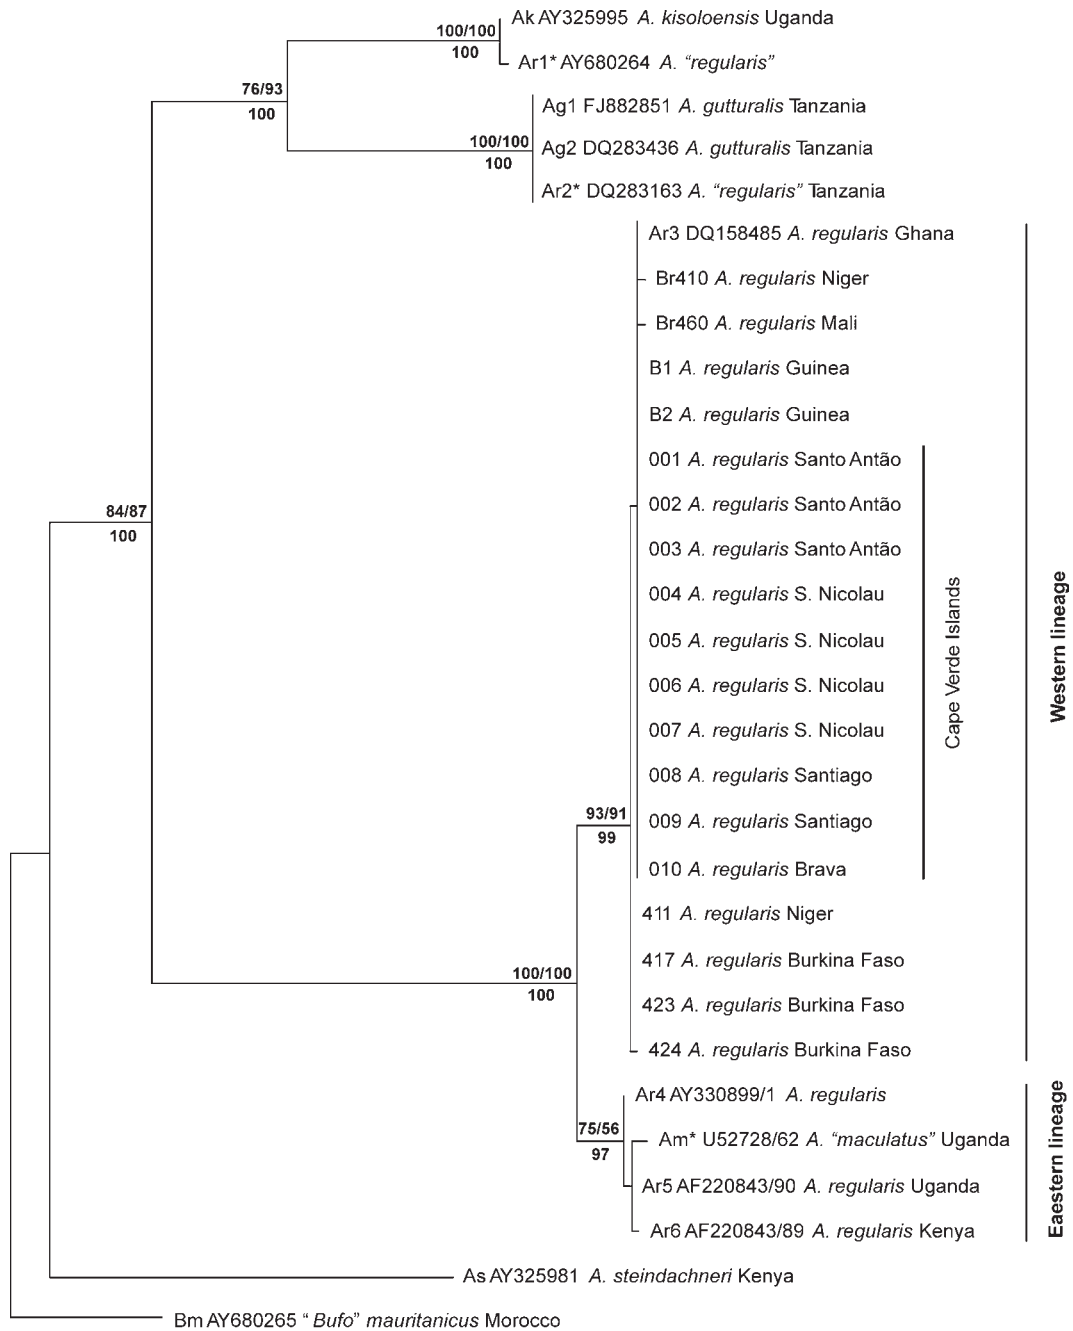 Ak AY325995 A. kisoloensis Uganda
100/100
100
Ar1* AY680264 A. “regularis”
76/93
100
Ag1 FJ882851 A. gutturalis Tanzania
100/100
100
Ag2 DQ283436 A. gutturalis Tanzania
Ar2* DQ283163 A. “regularis” Tanzania
Ar3 DQ158485 A. regularis Ghana
Br410 A. regularis Niger
Br460 A. regularis Mali
B1 A. regularis Guinea
B2 A. regularis Guinea
001 A. regularis Santo Antão
002 A. regularis Santo Antão
84/87
100
003 A. regularis Santo Antão
004 A. regularis S. Nicolau
005 A. regularis S. Nicolau
006 A. regularis S. Nicolau
007 A. regularis S. Nicolau
008 A. regularis Santiago
93/91
99
009 A. regularis Santiago
010 A. regularis Brava
Cape Verde Islands
411 A. regularis Niger
417 A. regularis Burkina Faso
100/100
100
423 A. regularis Burkina Faso
424 A. regularis Burkina Faso
Western lineage
Ar4 AY330899/1 A. regularis
75/56
97
Am* U52728/62 A. “maculatus” Uganda
Ar5 AF220843/90 A. regularis Uganda
Ar6 AF220843/89 A. regularis Kenya
Eaestern lineage
As AY325981 A. steindachneri Kenya
Bm AY680265 “ Bufo” mauritanicus Morocco